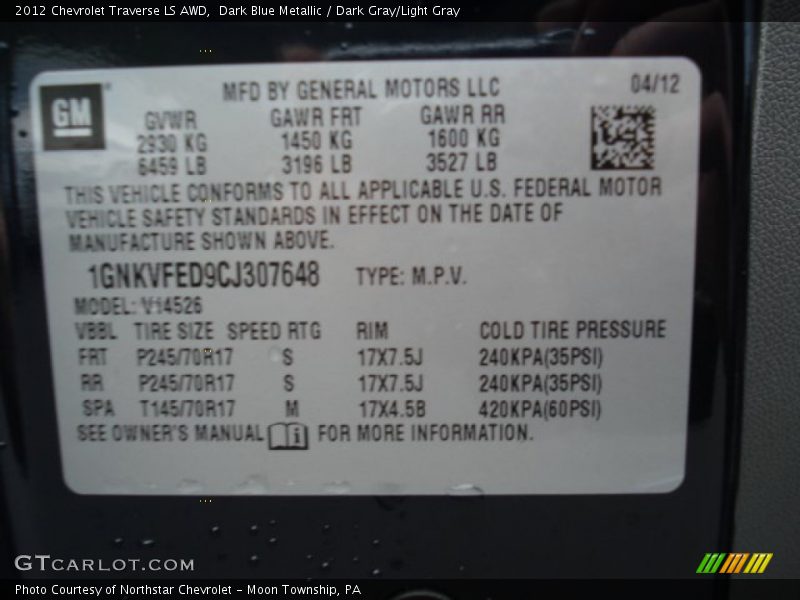 2012 Chevrolet Traverse LS AWD,  Dark Blue Metallic / Dark Gray/Light Gray
GM
MFD BY GENERAL MOTORS LLC 04/12
GVWR GAWR FRT GAWR RR
2930 KG 1450 KG 1600 KG
6459 LB 3196 LB 3527 LB
THIS VEHICLE CONFORMS TO ALL APPLICABLE U.S. FEDERAL MOTOR
VEHICLE SAFETY STANDARDS IN EFFECT ON THE DATE OF
MANUFACTURE SHOWN ABOVE.
1GNKVFED9CJ307648 TYPE: M.P.V.
MODEL: V14526
VBBL TIRE SIZE SPEED RTG RIM COLD TIRE PRESSURE
FRT P245/70R17 S 17X7.5J 240KPA(35PSI)
RR P245/70R17 S 17X7.5J 240KPA(35PSI)
SPA T145/70R17 M 17X4.5B 420KPA(60PSI)
SEE OWNER'S MANUAL i FOR MORE INFORMATION.
GTCARLOT.COM
Photo Courtesy of Northstar Chevrolet - Moon Township, PA